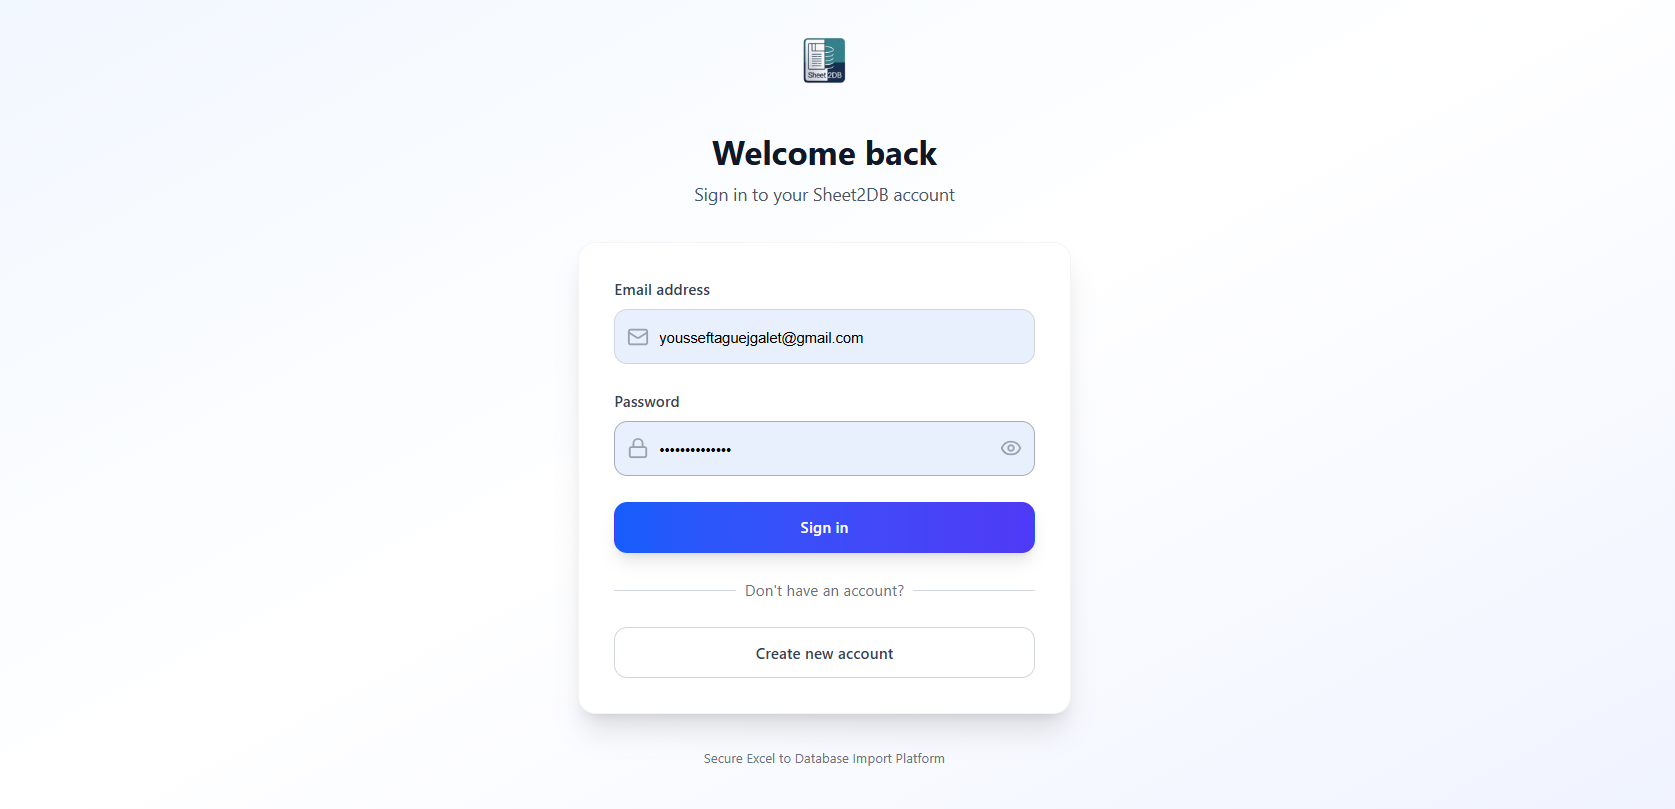 Sheet2DB
Welcome back
Sign in to your Sheet2DB account
Email address
yousseftaguejgalet@gmail.com
Password
••••••••••••••
Sign in
Don't have an account?
Create new account
Secure Excel to Database Import Platform